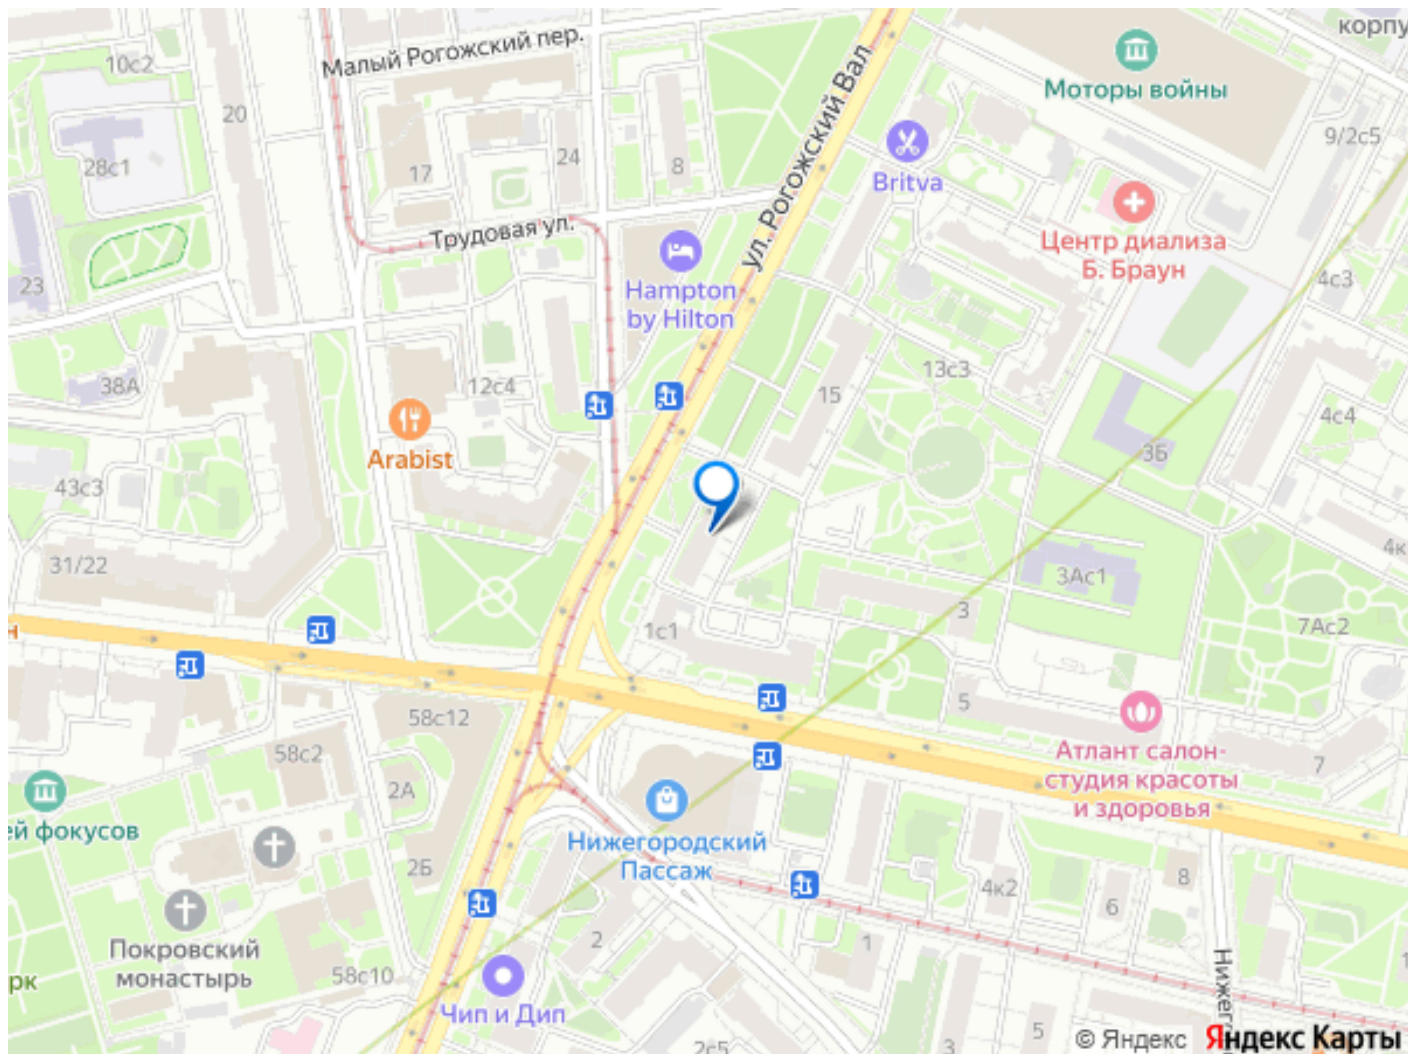 корпу
Малый Рогожский пер.
10с2
Моторы войны
20
ул. Рогожский Вал
9/2с5
28с1
17
24
8
Britva
Трудовая ул.
Центр диализа
Б. Браун
23
Hampton
by Hilton
4с3
38А
12с4
15
13с3
4с4
Arabist
3Б
43с3
4к
31/22
3Ас1
3
1с1
7Ас2
н
58с12
5
58с2
Атлант салон-
студия красоты
и здоровья
7
2А
ей фокусов
Нижегородский
Пассаж
2Б
8
4к2
6
Покровский
монастырь
2
1
рк
58с10
Нижег
1
Чип и Дип
5
2с5
3
© Яндекс Яндекс Карты